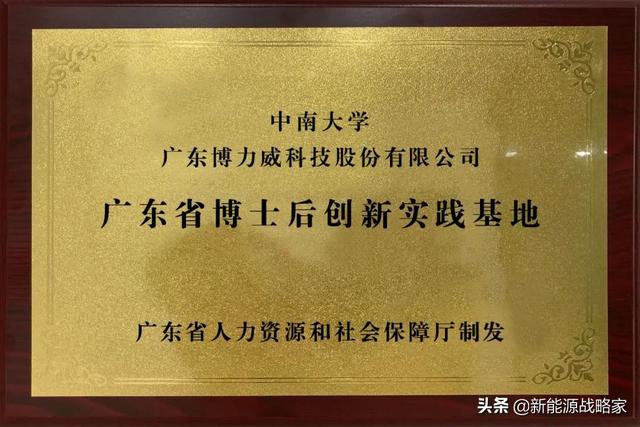 中南大学
广东博力威科技股份有限公司
广东省博士后创新实践基地
广东省人力资源和社会保障厅制发
头条 @新能源战略家